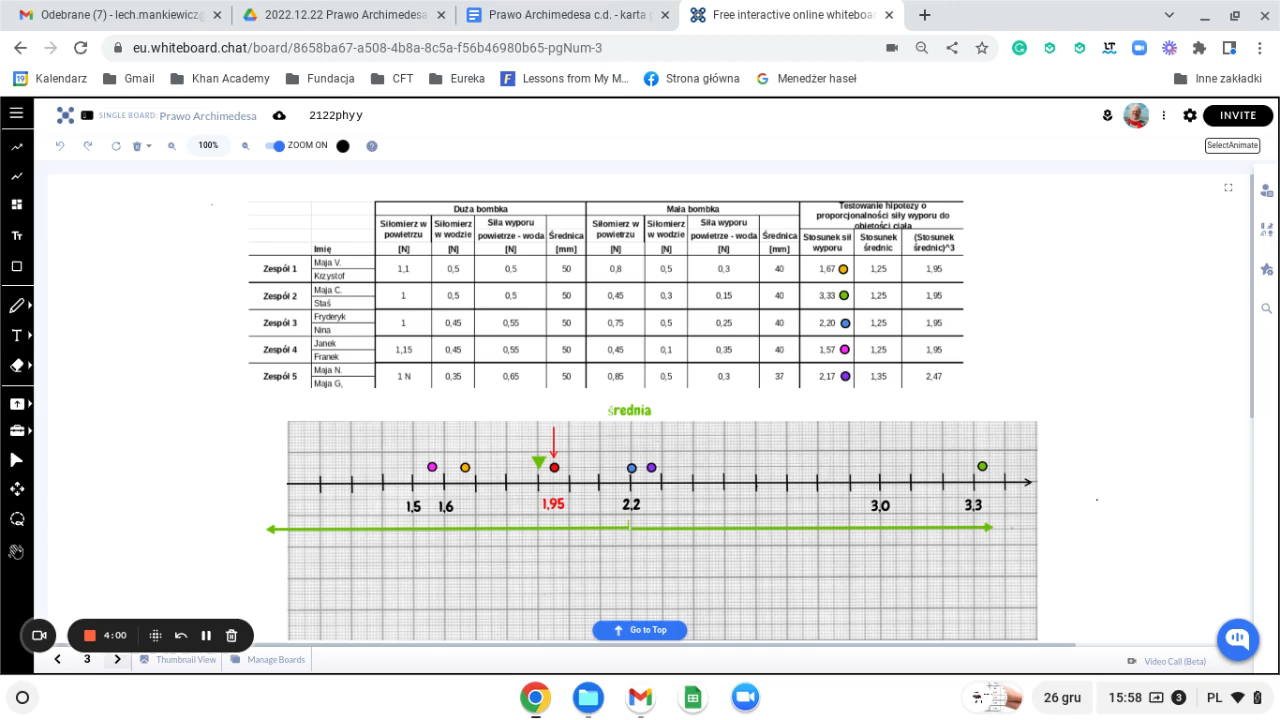 Odebrane (7) - lech.mankiewicz@
2022.12.22 Prawo Archimedesa
Prawo Archimedesa c.d. - karta
Free interactive online whiteboar
eu.whiteboard.chat/board/8658ba67-a508-4b8a-8c5a-f56b46980b65-pgNum-3
Kalendarz Gmail Khan Academy Fundacja CFT Eureka Lessons from My M... Strona główna Menedżer haseł Inne zakładki
SINGLE BOARD: Prawo Archimedesa 2122phyy INVITE
100% ZOOM ON SelectAnimate
Duża bombka Mała bombka Testowanie hipotezy o proporcjonalności siły wyporu do objętości ciała
Imię Siłomierz w powietrzu [N] Siłomierz w wodzie [N] Siła wyporu powietrze - woda [N] Średnica [mm] Siłomierz w powietrzu [N] Siłomierz w wodzie [N] Siła wyporu powietrze - woda [N] Średnica [mm] Stosunek sił wyporu Stosunek średnic (Stosunek średnic)^3
Zespół 1 Maja V. Krzystof 1,1 0,5 0,5 50 0,8 0,5 0,3 40 1,67 1,25 1,95
Zespół 2 Maja C. Staś 1 0,5 0,5 50 0,45 0,3 0,15 40 3,33 1,25 1,95
Zespół 3 Fryderyk Nina 1 0,45 0,55 50 0,75 0,5 0,25 40 2,20 1,25 1,95
Zespół 4 Janek Franek 1,15 0,45 0,55 50 0,45 0,1 0,35 40 1,57 1,25 1,95
Zespół 5 Maja N. Maja G, 1 N 0,35 0,65 50 0,85 0,5 0,3 37 2,17 1,35 2,47
średnia
1,5 1,6 1,95 2,2 3,0 3,3
Go to Top
4:00
3 Thumbnail View Manage Boards Video Call (Beta)
26 gru 15:58 3 PL